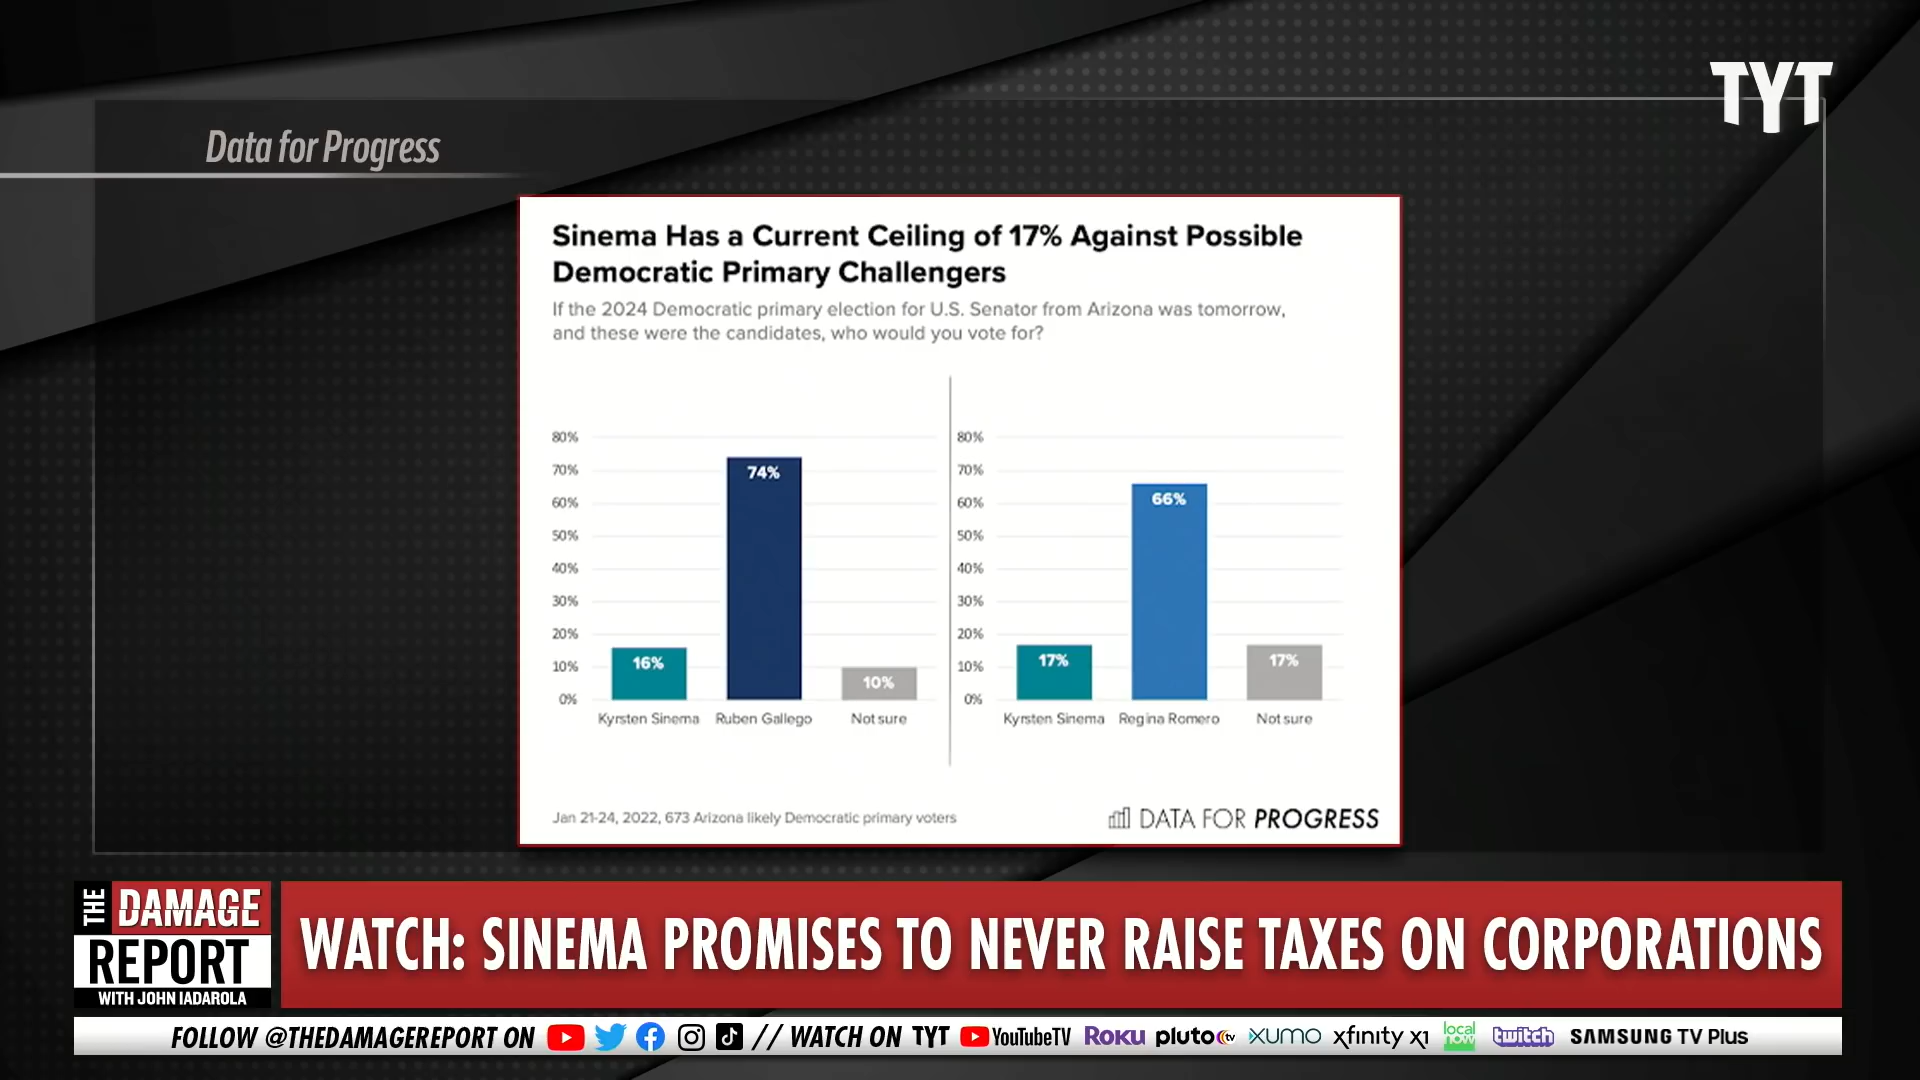 TYT
Data for Progress
Sinema Has a Current Ceiling of 17% Against Possible
Democratic Primary Challengers
If the 2024 Democratic primary election for U.S. Senator from Arizona was tomorrow,
and these were the candidates, who would you vote for?
80%
70%
60%
50%
40%
30%
20%
10%
0%
16%
74%
10%
Kyrsten Sinema Ruben Gallego Not sure
80%
70%
60%
50%
40%
30%
20%
10%
0%
17%
66%
17%
Kyrsten Sinema Regina Romero Not sure
Jan 21-24, 2022, 673 Arizona likely Democratic primary voters
DATA FOR PROGRESS
THE DAMAGE
REPORT
WITH JOHN IADAROLA
WATCH: SINEMA PROMISES TO NEVER RAISE TAXES ON CORPORATIONS
FOLLOW @THEDAMAGEREPORT ON // WATCH ON TYT YouTubeTV ROKU pluto tv XUMO xfinity x1 local now twitch SAMSUNG TV Plus